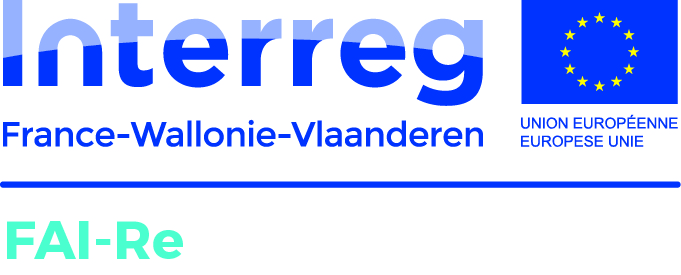 Interreg
France-Wallonie-Vlaanderen
UNION EUROPÉENNE
EUROPESE UNIE
FAI-Re